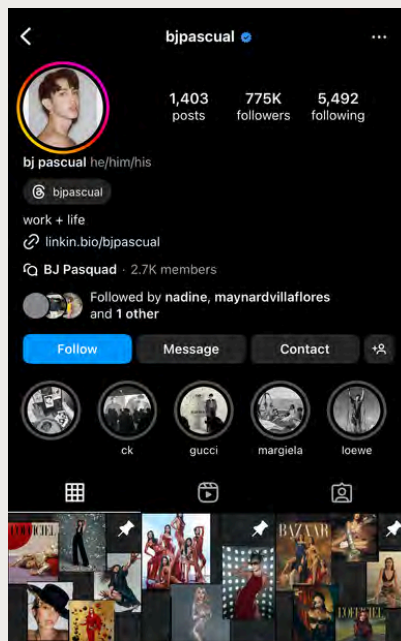 bjpascual
1,403 775K 5,492
posts followers following
bj pascual he/him/his
bjpascual
work + life
linkin.bio/bjpascual
BJ Pasquad · 2.7K members
Followed by nadine, maynardvillaflores
and 1 other
Follow Message Contact
ck gucci margiela loewe
L'OFFICIEL
BAZAAR
L'OFFICIEL